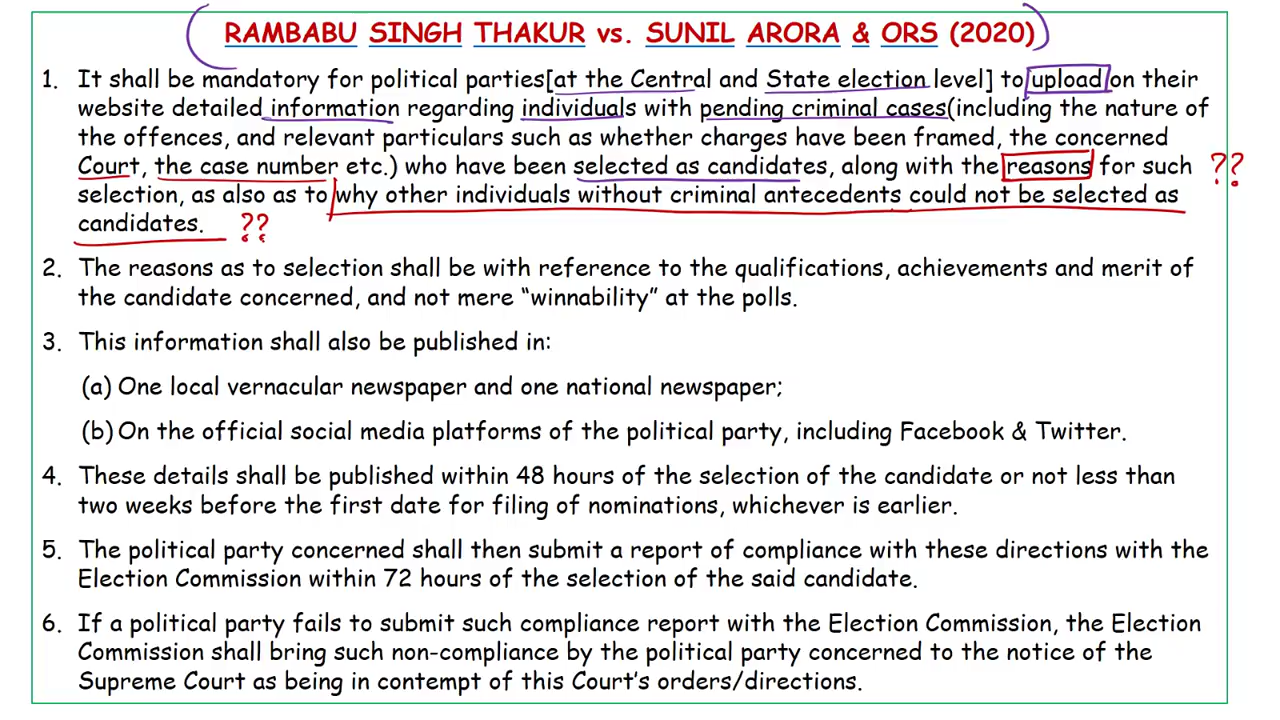 RAMBABU SINGH THAKUR vs. SUNIL ARORA & ORS (2020)
1. It shall be mandatory for political parties[at the Central and State election level] to upload on their
website detailed information regarding individuals with pending criminal cases(including the nature of
the offences, and relevant particulars such as whether charges have been framed, the concerned
Court, the case number etc.) who have been selected as candidates, along with the reasons for such ??
selection, as also as to why other individuals without criminal antecedents could not be selected as
candidates. ??
2. The reasons as to selection shall be with reference to the qualifications, achievements and merit of
the candidate concerned, and not mere “winnability” at the polls.
3. This information shall also be published in:
(a) One local vernacular newspaper and one national newspaper;
(b) On the official social media platforms of the political party, including Facebook & Twitter.
4. These details shall be published within 48 hours of the selection of the candidate or not less than
two weeks before the first date for filing of nominations, whichever is earlier.
5. The political party concerned shall then submit a report of compliance with these directions with the
Election Commission within 72 hours of the selection of the said candidate.
6. If a political party fails to submit such compliance report with the Election Commission, the Election
Commission shall bring such non-compliance by the political party concerned to the notice of the
Supreme Court as being in contempt of this Court’s orders/directions.